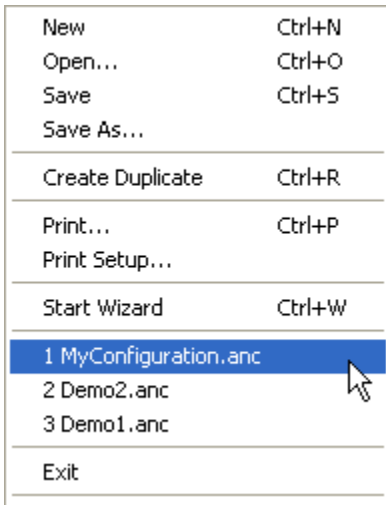 New Ctrl+N
Open... Ctrl+O
Save Ctrl+S
Save As...
Create Duplicate Ctrl+R
Print... Ctrl+P
Print Setup...
Start Wizard Ctrl+W
1 MyConfiguration.anc
2 Demo2.anc
3 Demo1.anc
Exit